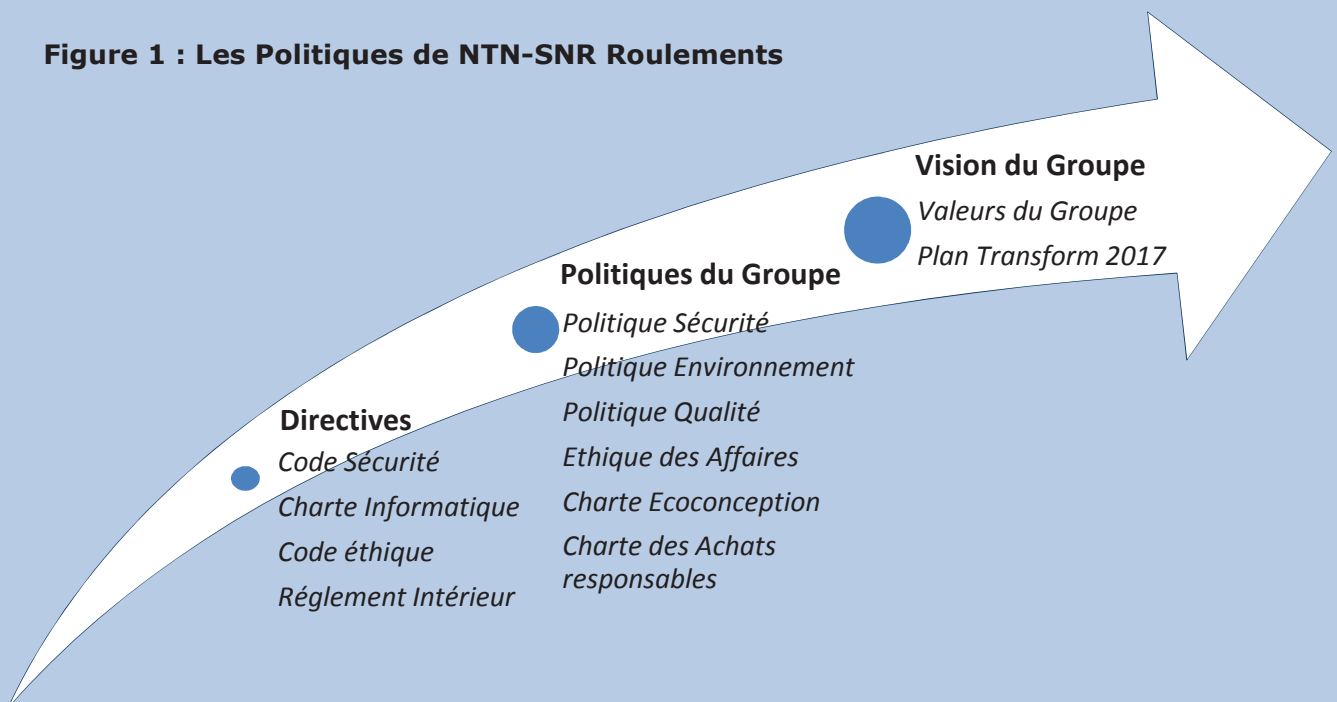 Figure 1 : Les Politiques de NTN-SNR Roulements
Vision du Groupe
Valeurs du Groupe
Plan Transform 2017
Politiques du Groupe
Politique Sécurité
Politique Environnement
Politique Qualité
Ethique des Affaires
Charte Ecoconception
Charte des Achats
responsables
Directives
Code Sécurité
Charte Informatique
Code éthique
Réglement Intérieur